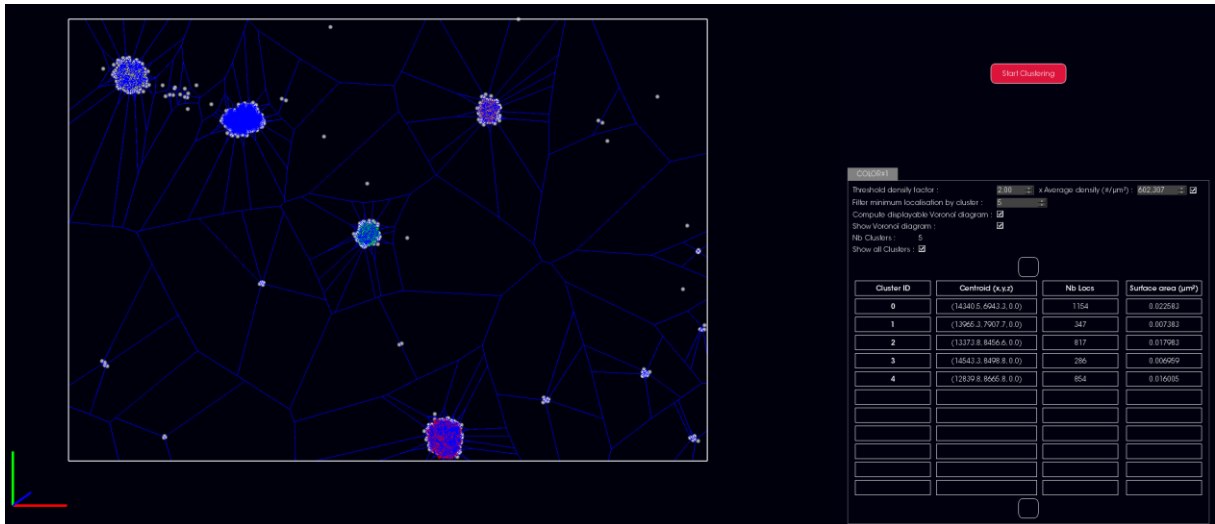 Start Clustering
COLOR#1
Threshold density factor : 2.00 x Average density (#/µm²) : 602.307
Filter minimum localisation by cluster : 5
Compute displayable Voronoi diagram :
Show Voronoi diagram :
Nb Clusters : 5
Show all Clusters :
Cluster ID Centroid (x,y,z) Nb Locs Surface area (µm²)
0 (14340.5, 6943.3, 0.0) 1154 0.022583
1 (13965.3, 7907.7, 0.0) 347 0.007383
2 (13373.8, 8456.6, 0.0) 817 0.017983
3 (14543.3, 8498.8, 0.0) 286 0.006959
4 (12839.8, 8665.8, 0.0) 854 0.016085